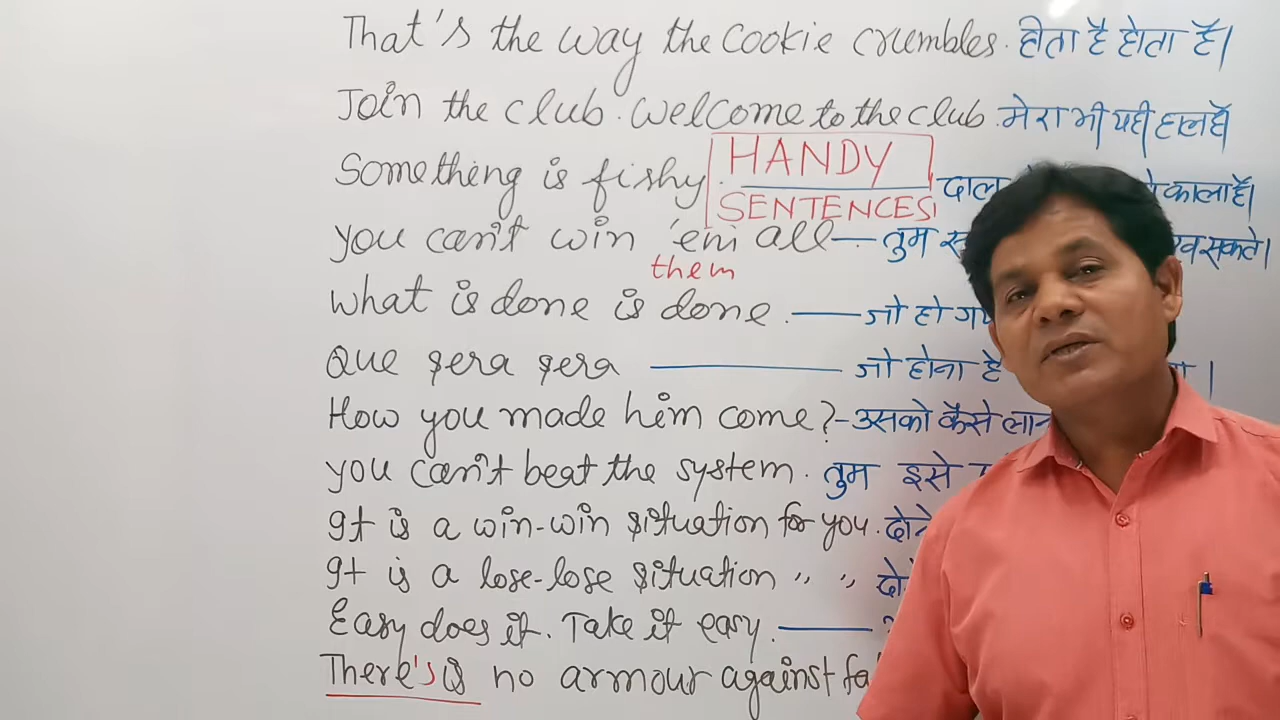 That's the way the cookie crumbles. होता है होता है।
Join the club. Welcome to the club. मेरा भी यही हाल है
Something is fishy. दाल काला है।
HANDY
SENTENCES
you can't win 'em all — तुम सकते।
them
What is done is done. — जो हो
Que sera sera — जो होना है
How you made him come? - उसको कैसे
you can't beat the system. तुम इसे
It is a win-win situation for you.
It is a lose-lose situation " "
Easy does it. Take it easy. —
There's is no armour against